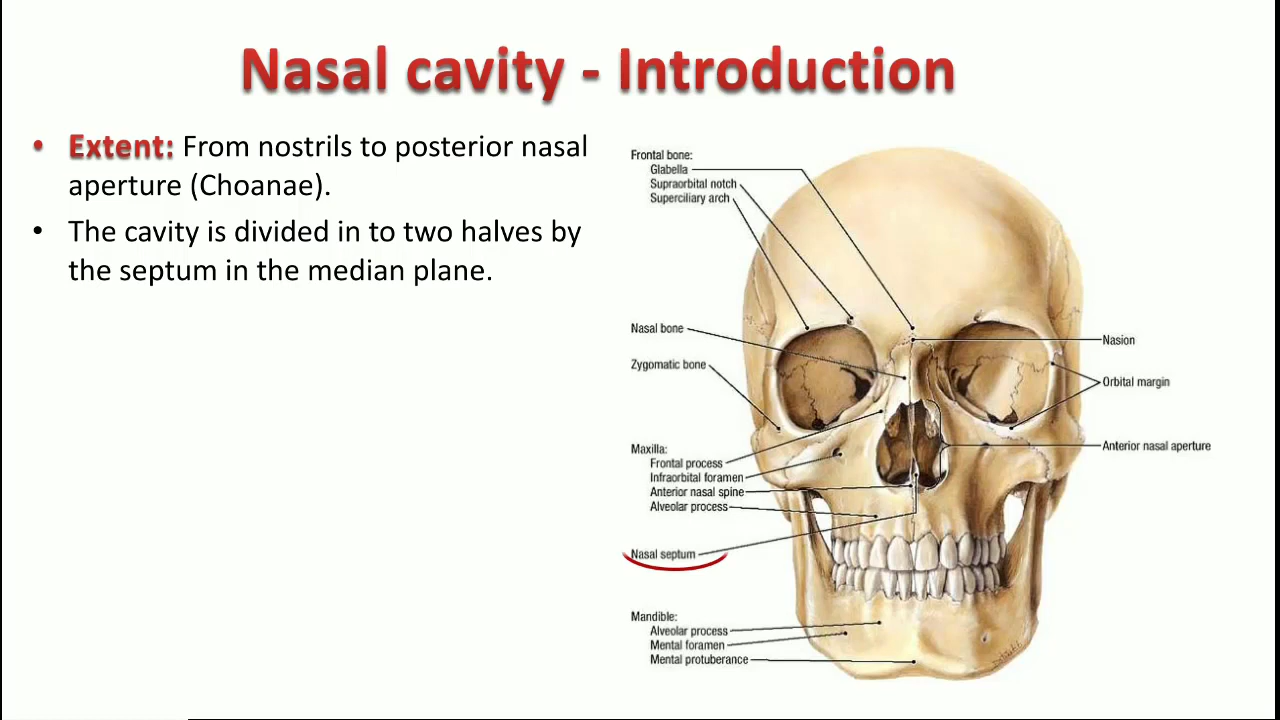 Nasal cavity - Introduction
• Extent: From nostrils to posterior nasal
aperture (Choanae).
• The cavity is divided in to two halves by
the septum in the median plane.
Frontal bone:
Glabella
Supraorbital notch
Superciliary arch
Nasal bone
Zygomatic bone
Maxilla:
Frontal process
Infraorbital foramen
Anterior nasal spine
Alveolar process
Nasal septum
Mandible:
Alveolar process
Mental foramen
Mental protuberance
Nasion
Orbital margin
Anterior nasal aperture